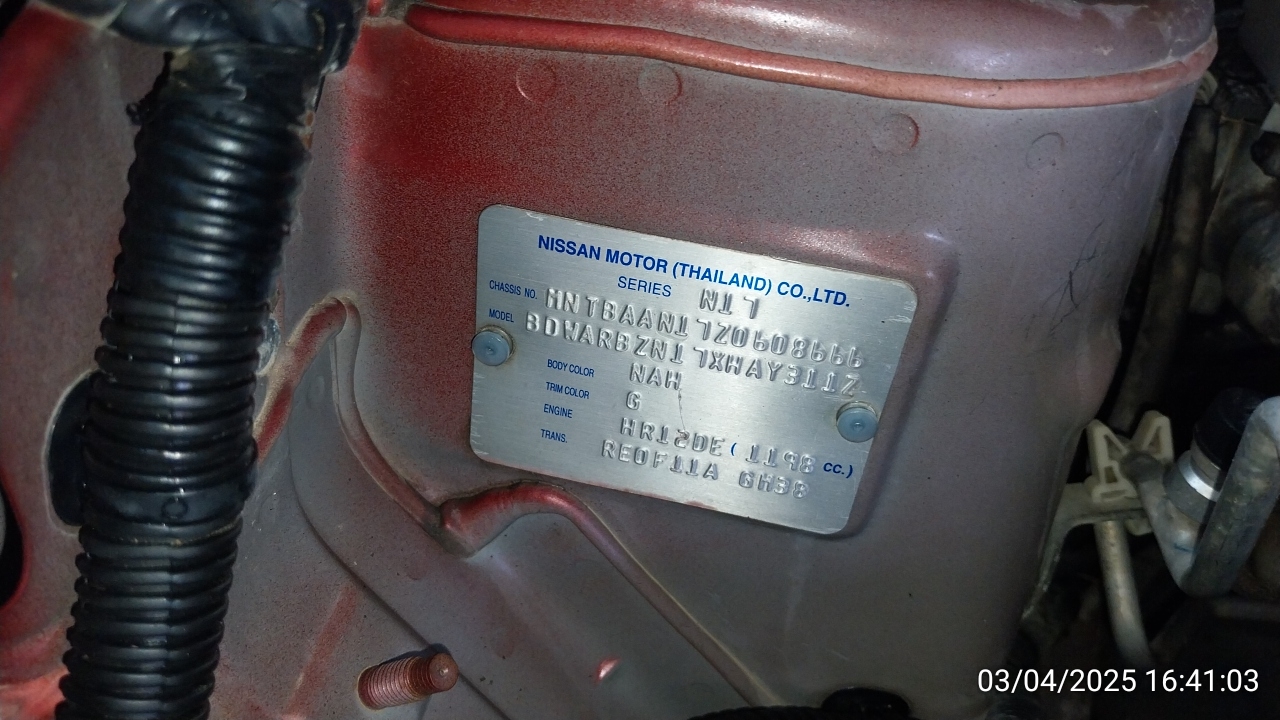 NISSAN MOTOR (THAILAND) CO.,LTD.
SERIES N17
CHASSIS NO.
MODEL BDWARBZN17XHAY311Z
BODY COLOR NAH
TRIM COLOR G
ENGINE HR12DE ( 1198 cc.)
TRANS. RE0F11A GH38
03/04/2025 16:41:03